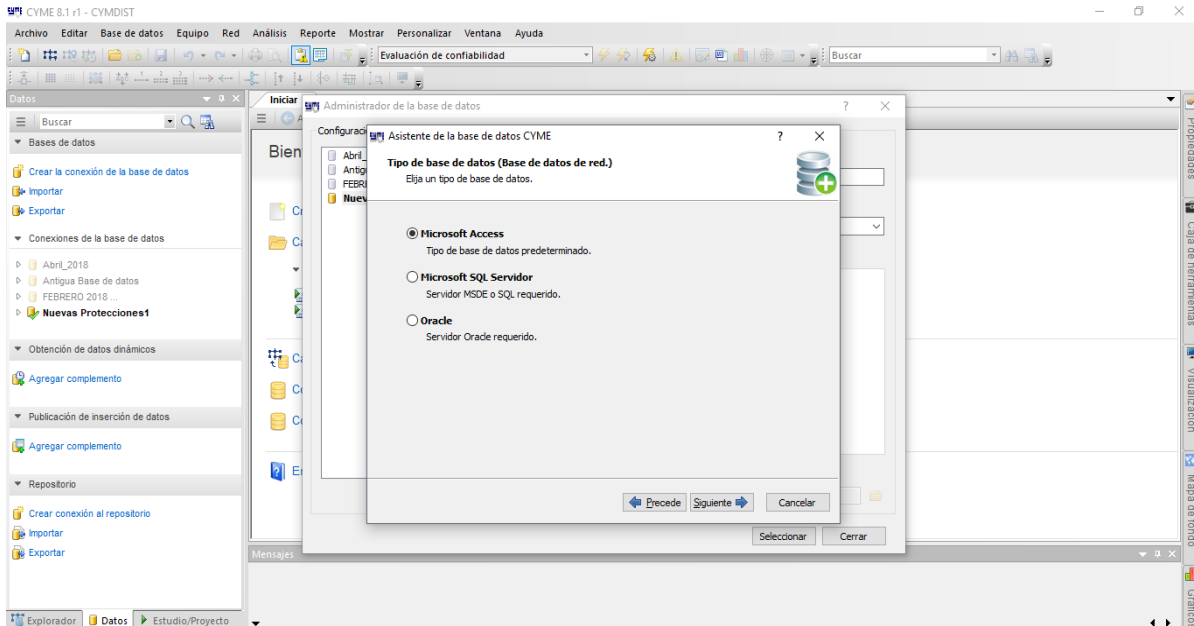 CYME 8.1 r1 - CYMDIST
Archivo Editar Base de datos Equipo Red Análisis Reporte Mostrar Personalizar Ventana Ayuda
Evaluación de confiabilidad
Buscar
Datos
Buscar
Bases de datos
Crear la conexión de la base de datos
Importar
Exportar
Conexiones de la base de datos
Abril_2018
Antigua Base de datos
FEBRERO 2018 ...
Nuevas Protecciones1
Obtención de datos dinámicos
Agregar complemento
Publicación de inserción de datos
Agregar complemento
Repositorio
Crear conexión al repositorio
Importar
Exportar
Explorador Datos Estudio/Proyecto
Iniciar
Bien
Administrador de la base de datos
?
Configuraci
Abril_
Antig
FEBRE
Nuev
Asistente de la base de datos CYME
?
Tipo de base de datos (Base de datos de red.)
Elija un tipo de base de datos.
Microsoft Access
Tipo de base de datos predeterminado.
Microsoft SQL Servidor
Servidor MSDE o SQL requerido.
Oracle
Servidor Oracle requerido.
Precede Siguiente Cancelar
Seleccionar Cerrar
Mensajes
Propiedades
Caja de herramientas
Visualización
Mapa de fondo
Gráficos